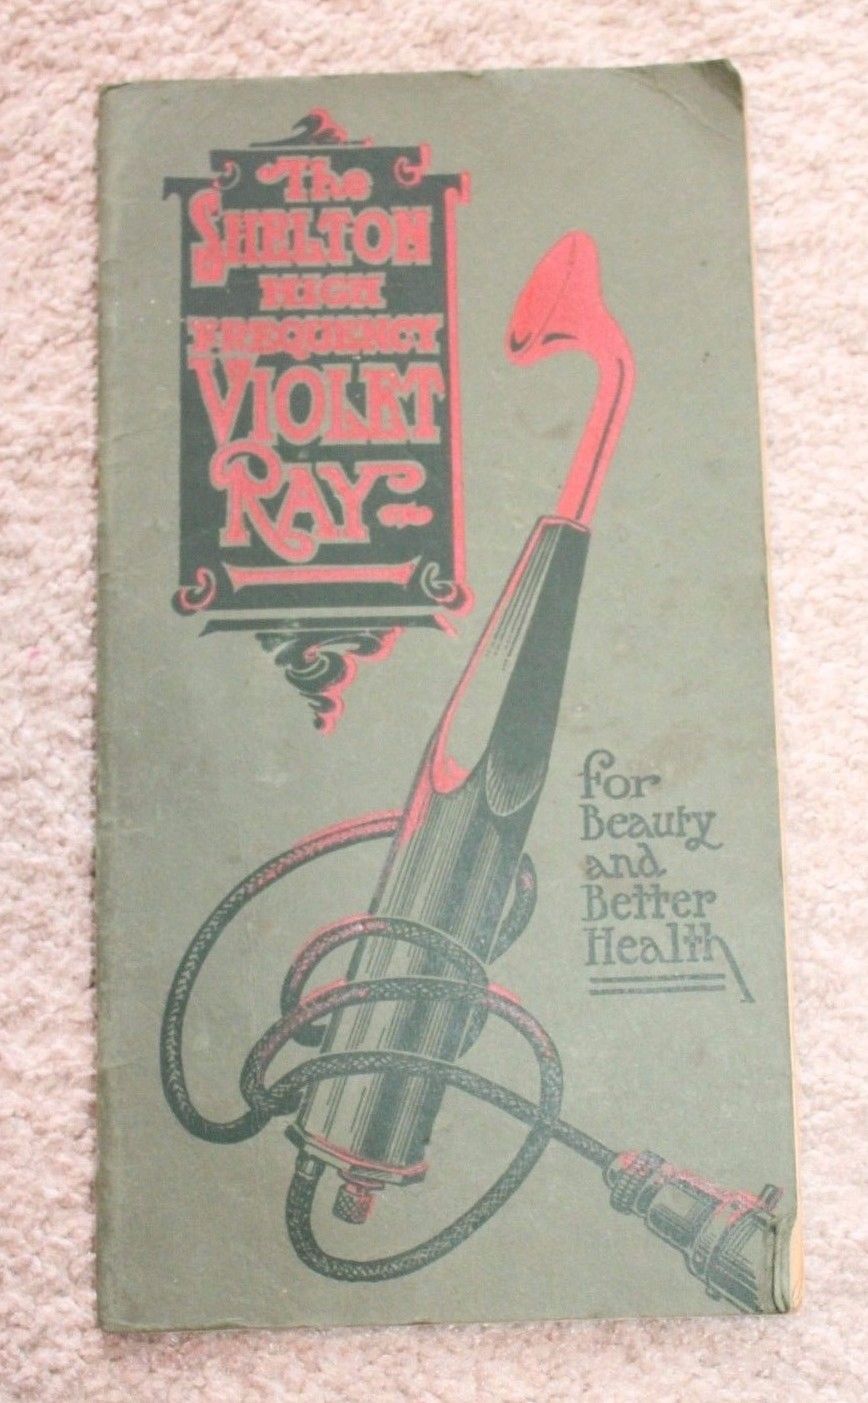 The
SHELTON
HIGH
FREQUENCY
VIOLET
RAY
for
Beauty
and
Better
Health